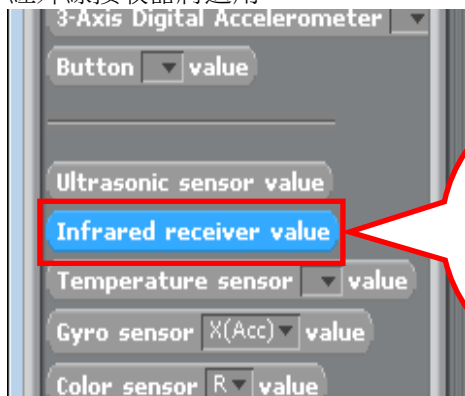 3-Axis Digital Accelerometer
Button value
Ultrasonic sensor value
Infrared receiver value
Temperature sensor value
Gyro sensor X(Acc) value
Color sensor R value